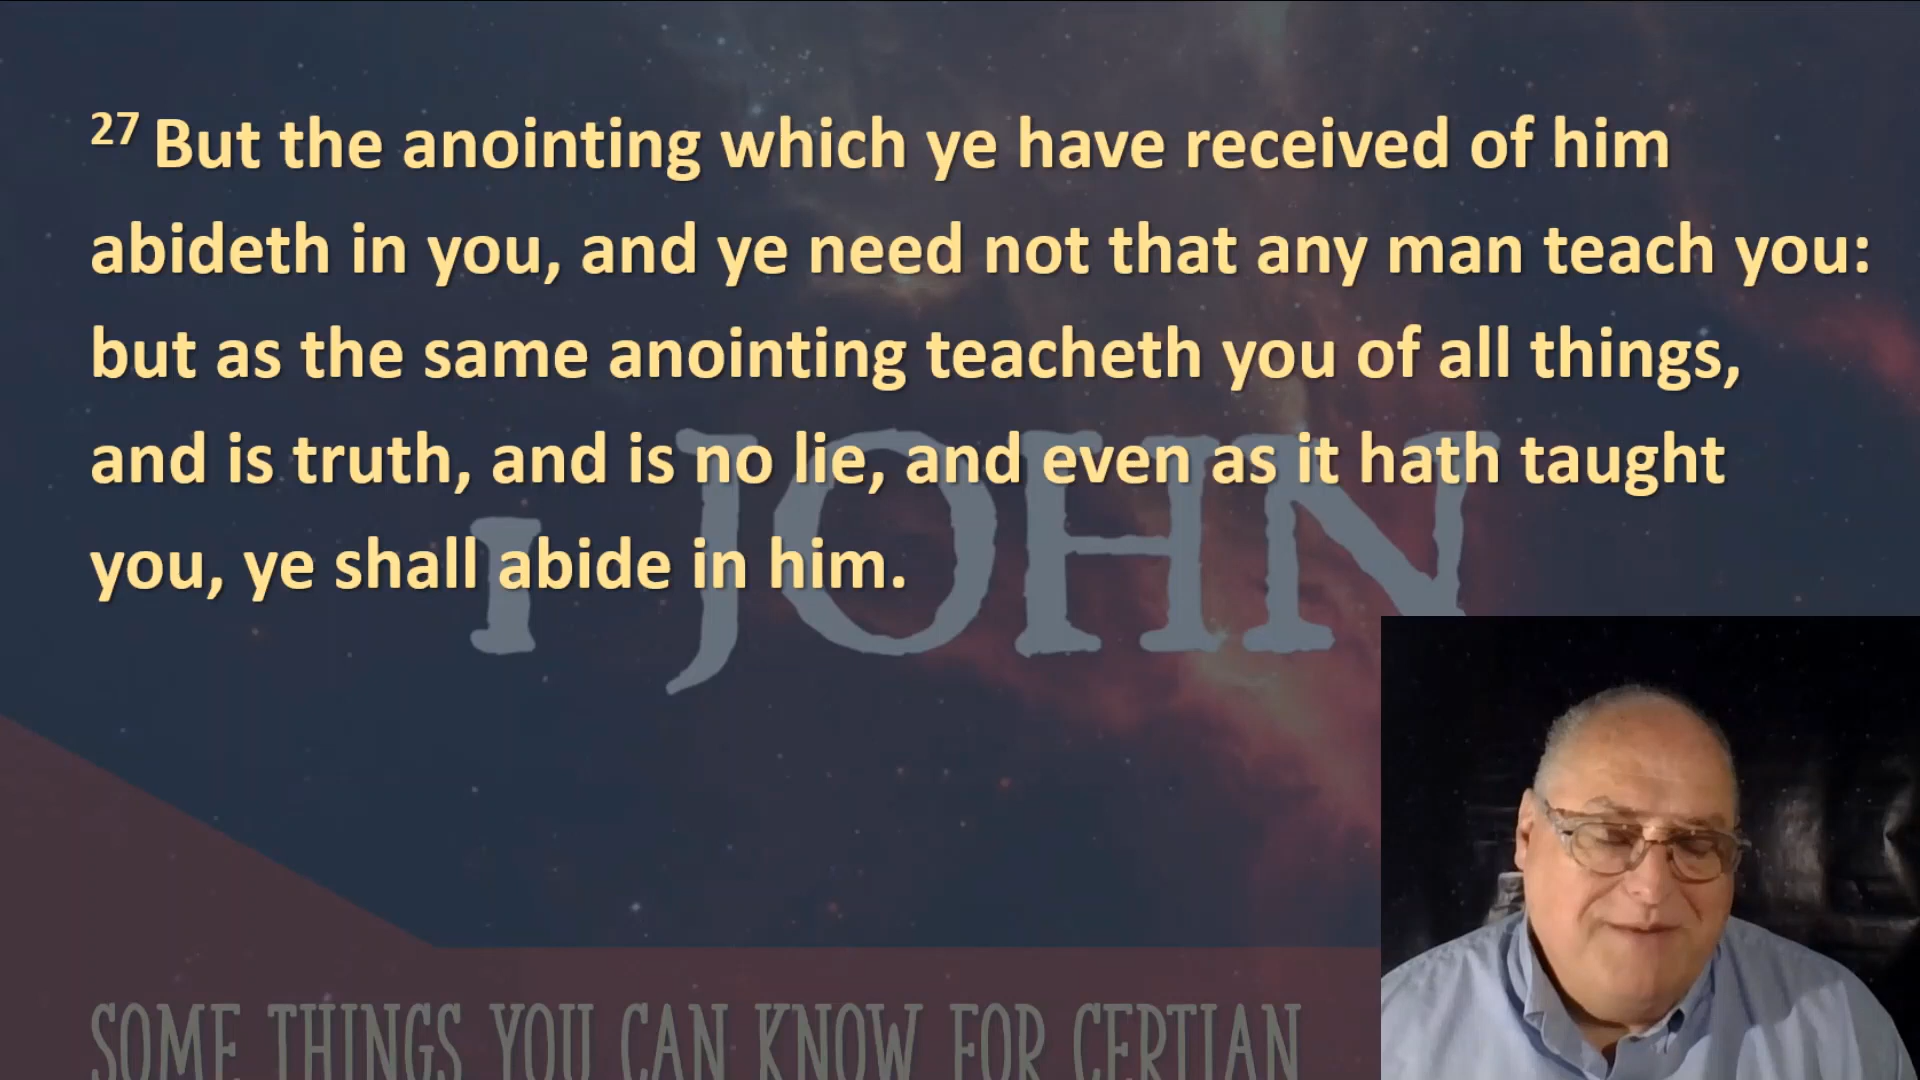 27 But the anointing which ye have received of him
abideth in you, and ye need not that any man teach you:
but as the same anointing teacheth you of all things,
and is truth, and is no lie, and even as it hath taught
you, ye shall abide in him.
1 JOHN
SOME THINGS YOU CAN KNOW FOR CERTIAN